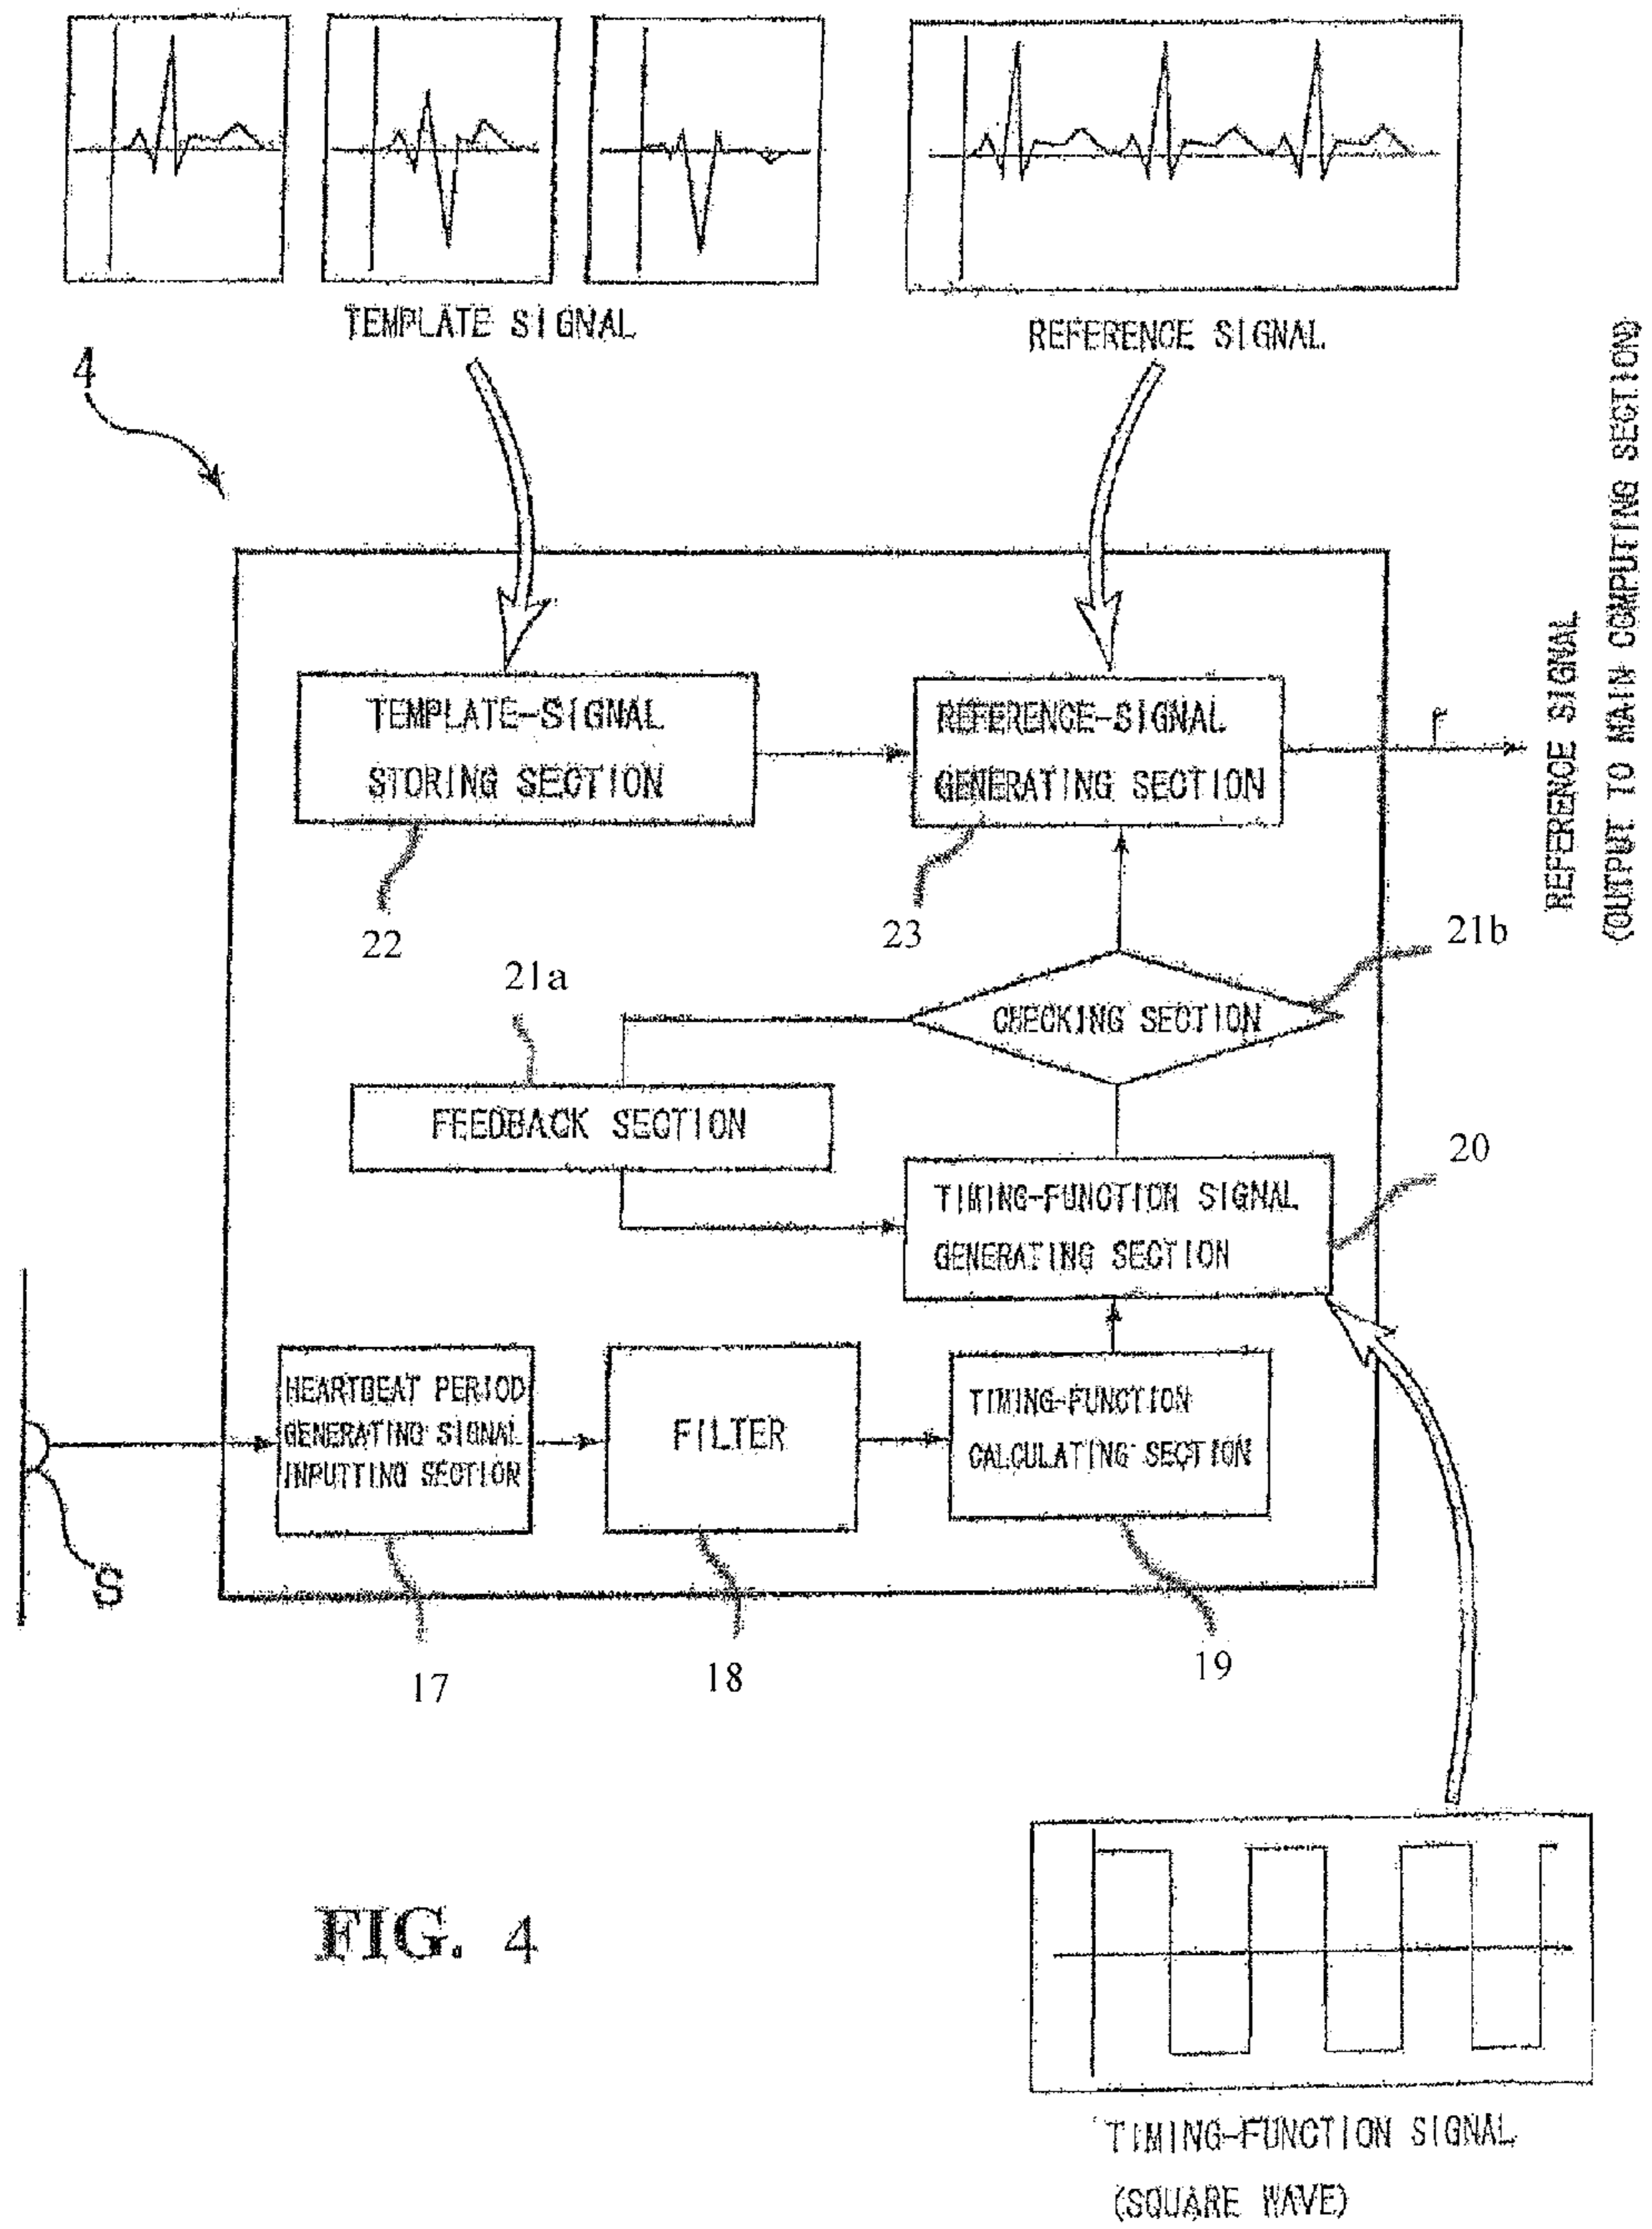 TEMPLATE SIGNAL
REFERENCE SIGNAL
4
REFERENCE SIGNAL
(OUTPUT TO MAIN COMPUTING SECTION)
TEMPLATE-SIGNAL
STORING SECTION
REFERENCE-SIGNAL
GENERATING SECTION
r
22
23
21b
21a
CHECKING SECTION
FEEDBACK SECTION
20
TIMING-FUNCTION SIGNAL
GENERATING SECTION
HEARTBEAT PERIOD
GENERATING SIGNAL
INPUTTING SECTION
FILTER
TIMING-FUNCTION
CALCULATING SECTION
S
17
18
19
FIG. 4
TIMING-FUNCTION SIGNAL
(SQUARE WAVE)